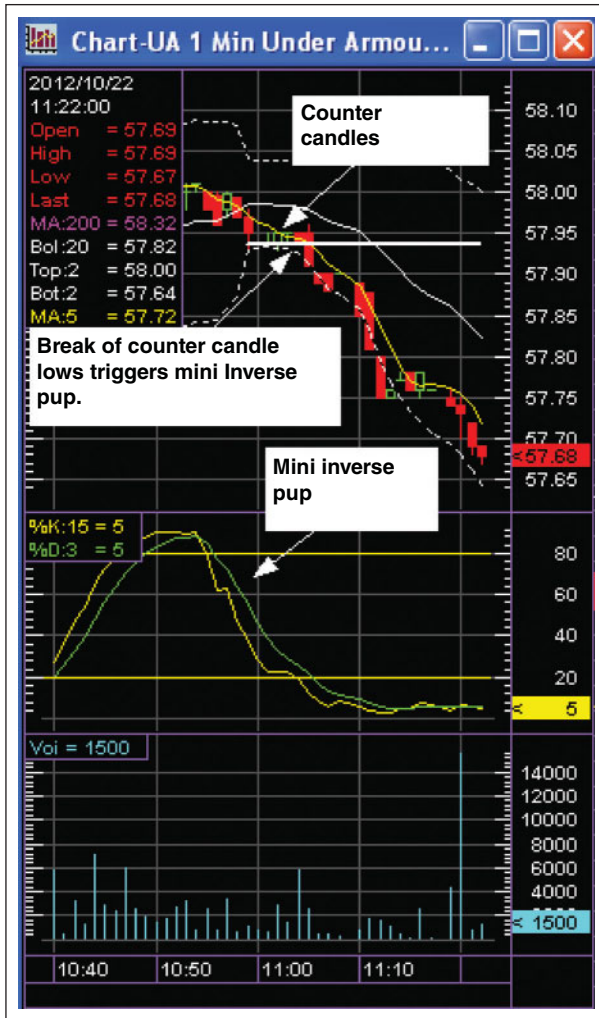 Chart-UA 1 Min Under Armou...
2012/10/22
11:22:00
Open = 57.69
High = 57.69
Low = 57.67
Last = 57.68
MA:200 = 58.32
Bol:20 = 57.82
Top:2 = 58.00
Bot:2 = 57.64
MA:5 = 57.72
Counter
candles
Break of counter candle
lows triggers mini Inverse
pup.
58.10
58.05
58.00
57.95
57.90
57.85
57.80
57.75
57.70
<57.68
57.65
Mini inverse
pup
%K:15 = 5
%D:3 = 5
80
60
40
20
< 5
Vol = 1500
14000
12000
10000
8000
6000
4000
< 1500
10:40 10:50 11:00 11:10